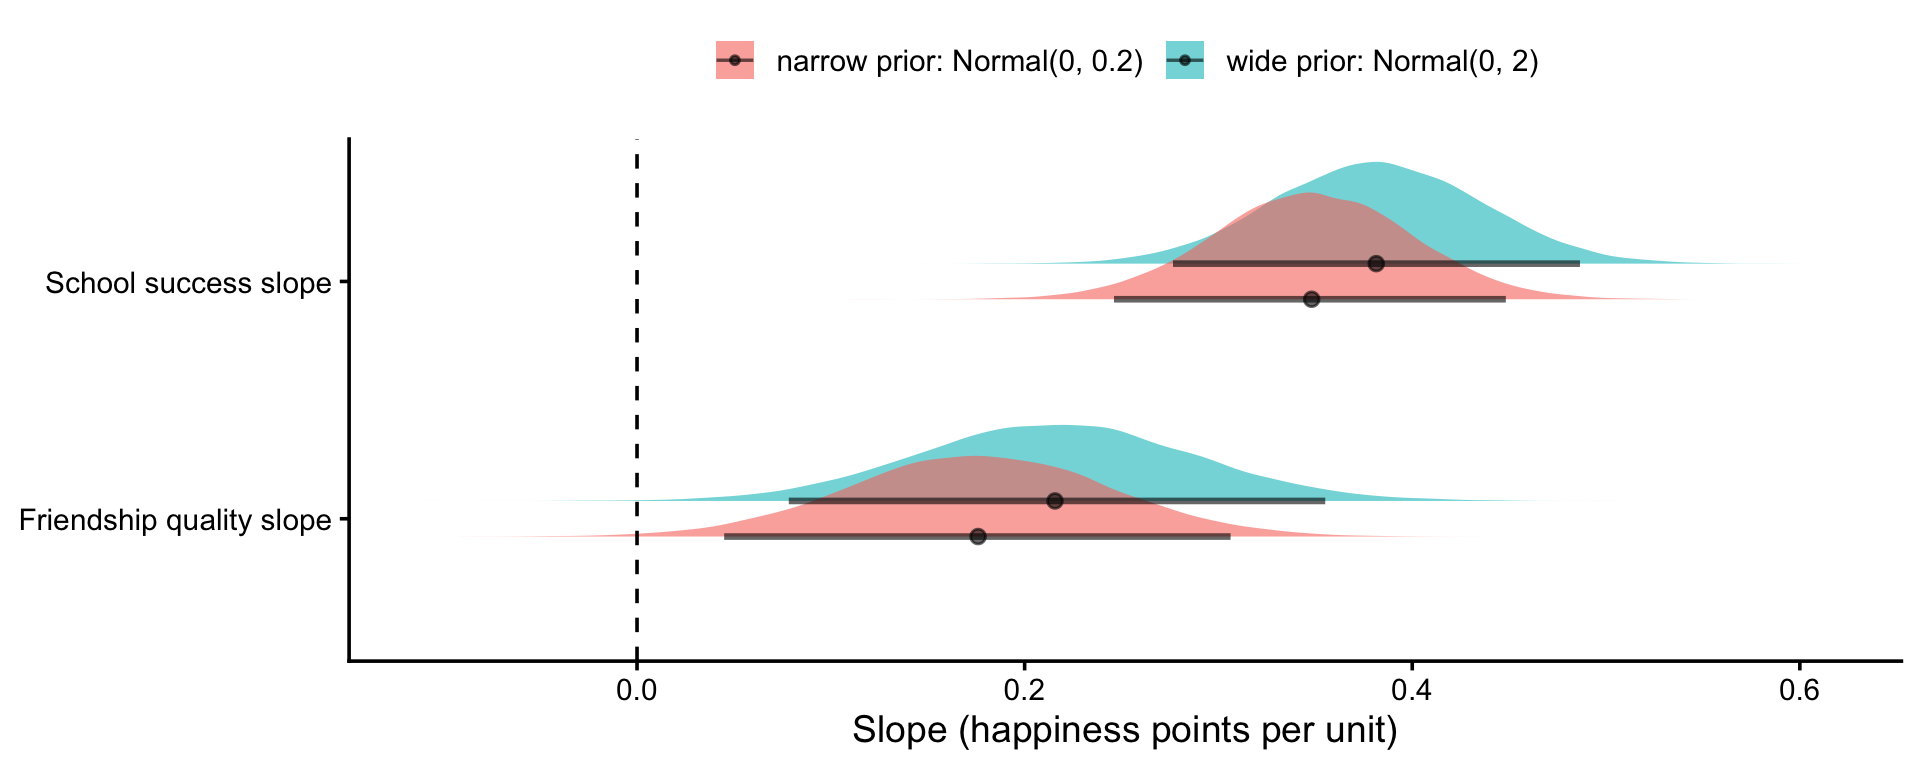 narrow prior: Normal(0, 0.2) wide prior: Normal(0, 2)
School success slope
Friendship quality slope
0.0 0.2 0.4 0.6
Slope (happiness points per unit)